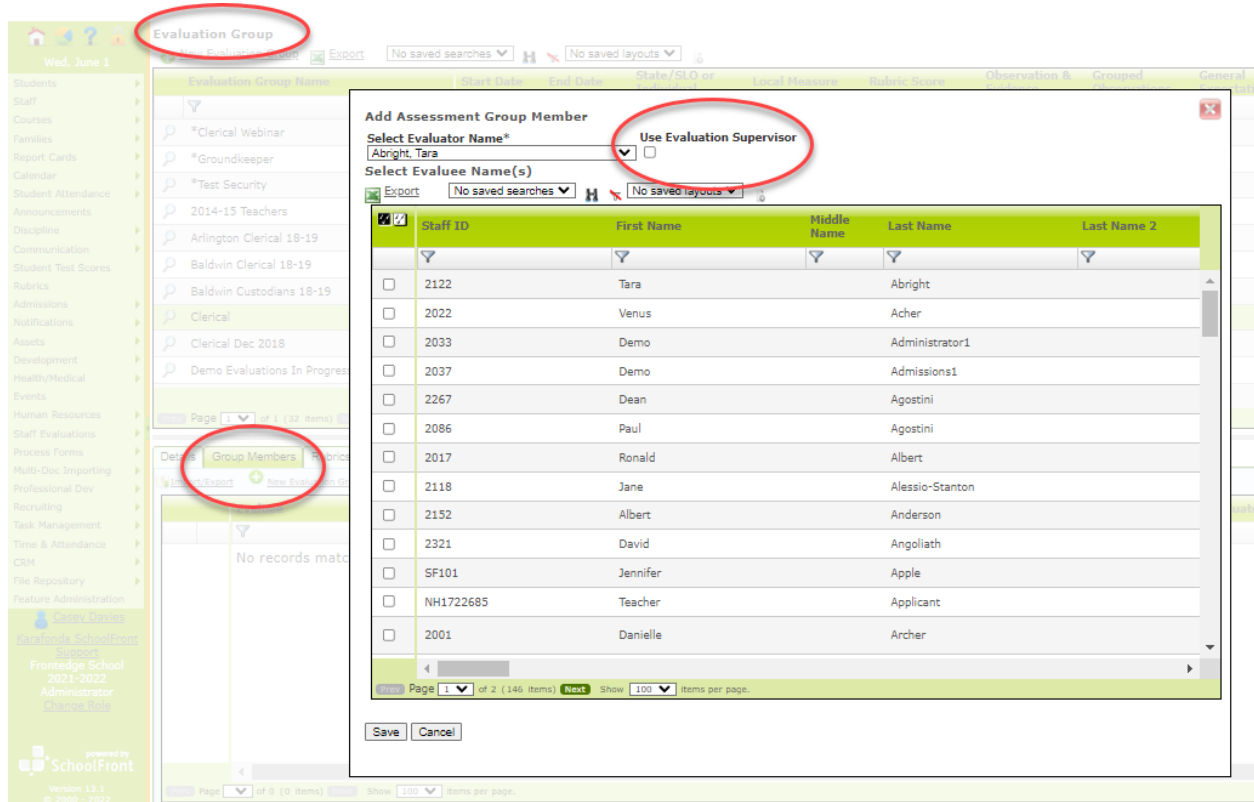 Wed, June 1
Students
Staff
Courses
Families
Report Cards
Calendar
Student Attendance
Announcements
Discipline
Communication
Student Test Scores
Rubrics
Admissions
Notifications
Assets
Development
Health/Medical
Events
Human Resources
Staff Evaluations
Process Forms
Multi-Doc Importing
Professional Dev
Recruiting
Task Management
Time & Attendance
CRM
File Repository
Feature Administration
Casey Davies
Karafonda SchoolFront
Support
Frontedge School
2021-2022
Administrator
Change Role
powered by
SchoolFront
Version 13.1
© 2000 - 2022
Evaluation Group
New Evaluation Group Export No saved searches No saved layouts
Evaluation Group Name Start Date End Date State/SLO or Individual Local Measure Rubric Score Observation & Evidence Grouped Observations General
*Clerical Webinar
*Groundkeeper
*Test Security
2014-15 Teachers
Arlington Clerical 18-19
Baldwin Clerical 18-19
Baldwin Custodians 18-19
Clerical
Clerical Dec 2018
Demo Evaluations In Progress
Prev Page 1 of 1 (32 items)
Details Group Members Rubrics
Import/Export New Evaluation Gr
No records matc
Page of 0 (0 items) Show 100 items per page.
Add Assessment Group Member
Select Evaluator Name* Use Evaluation Supervisor
Abright, Tara
Select Evaluee Name(s)
Export No saved searches No saved layouts
Staff ID First Name Middle Name Last Name Last Name 2
2122 Tara Abright
2022 Venus Acher
2033 Demo Administrator1
2037 Demo Admissions1
2267 Dean Agostini
2086 Paul Agostini
2017 Ronald Albert
2118 Jane Alessio-Stanton
2152 Albert Anderson
2321 David Angoliath
SF101 Jennifer Apple
NH1722685 Teacher Applicant
2001 Danielle Archer
Prev Page 1 of 2 (146 items) Next Show 100 items per page.
Save Cancel